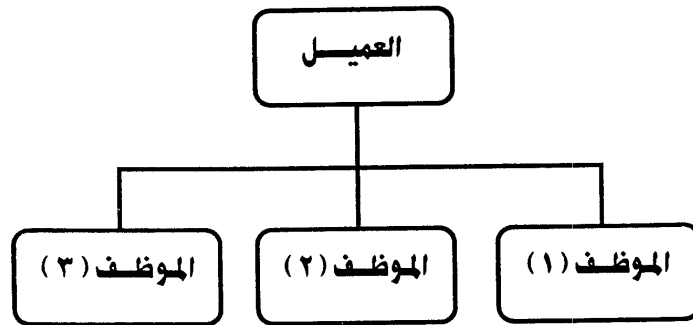 العميل
الموظف (١)
الموظف (٢)
الموظف (٣)